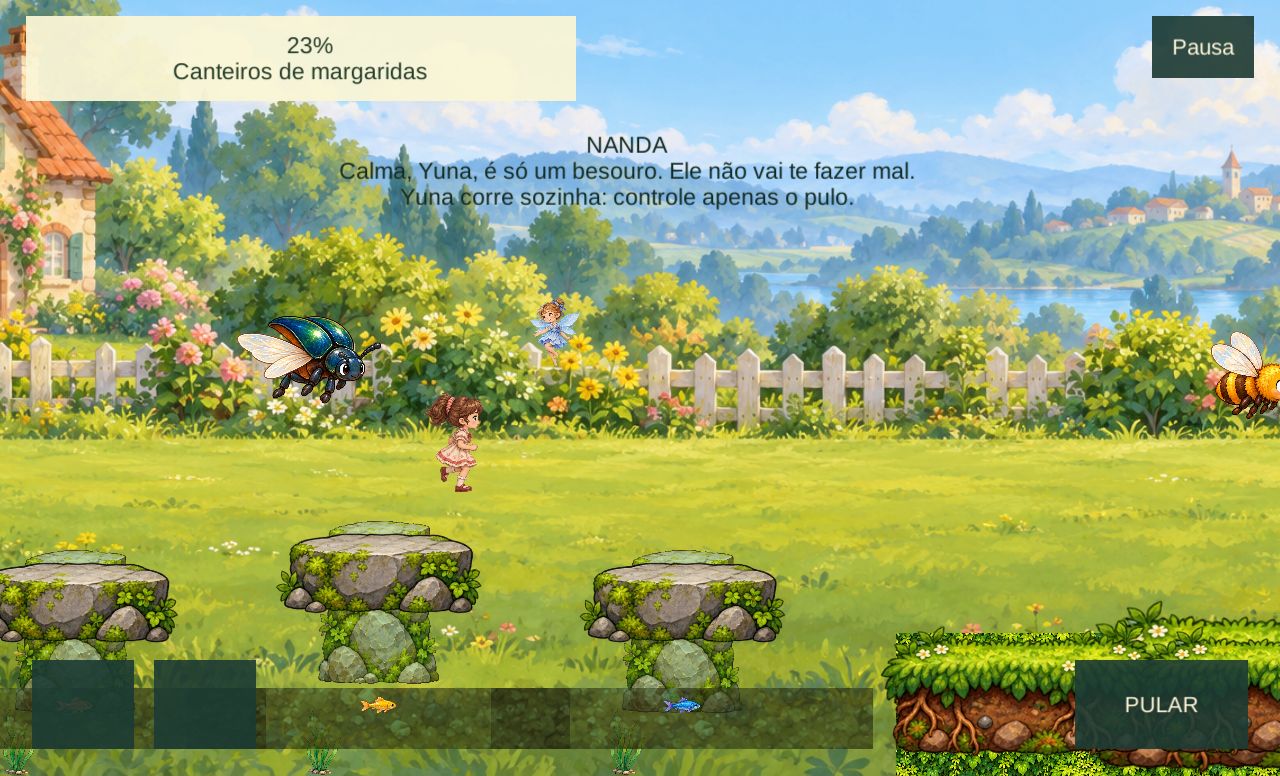 23%
Canteiros de margaridas
Pausa
NANDA
Calma, Yuna, é só um besouro. Ele não vai te fazer mal.
Yuna corre sozinha: controle apenas o pulo.
PULAR